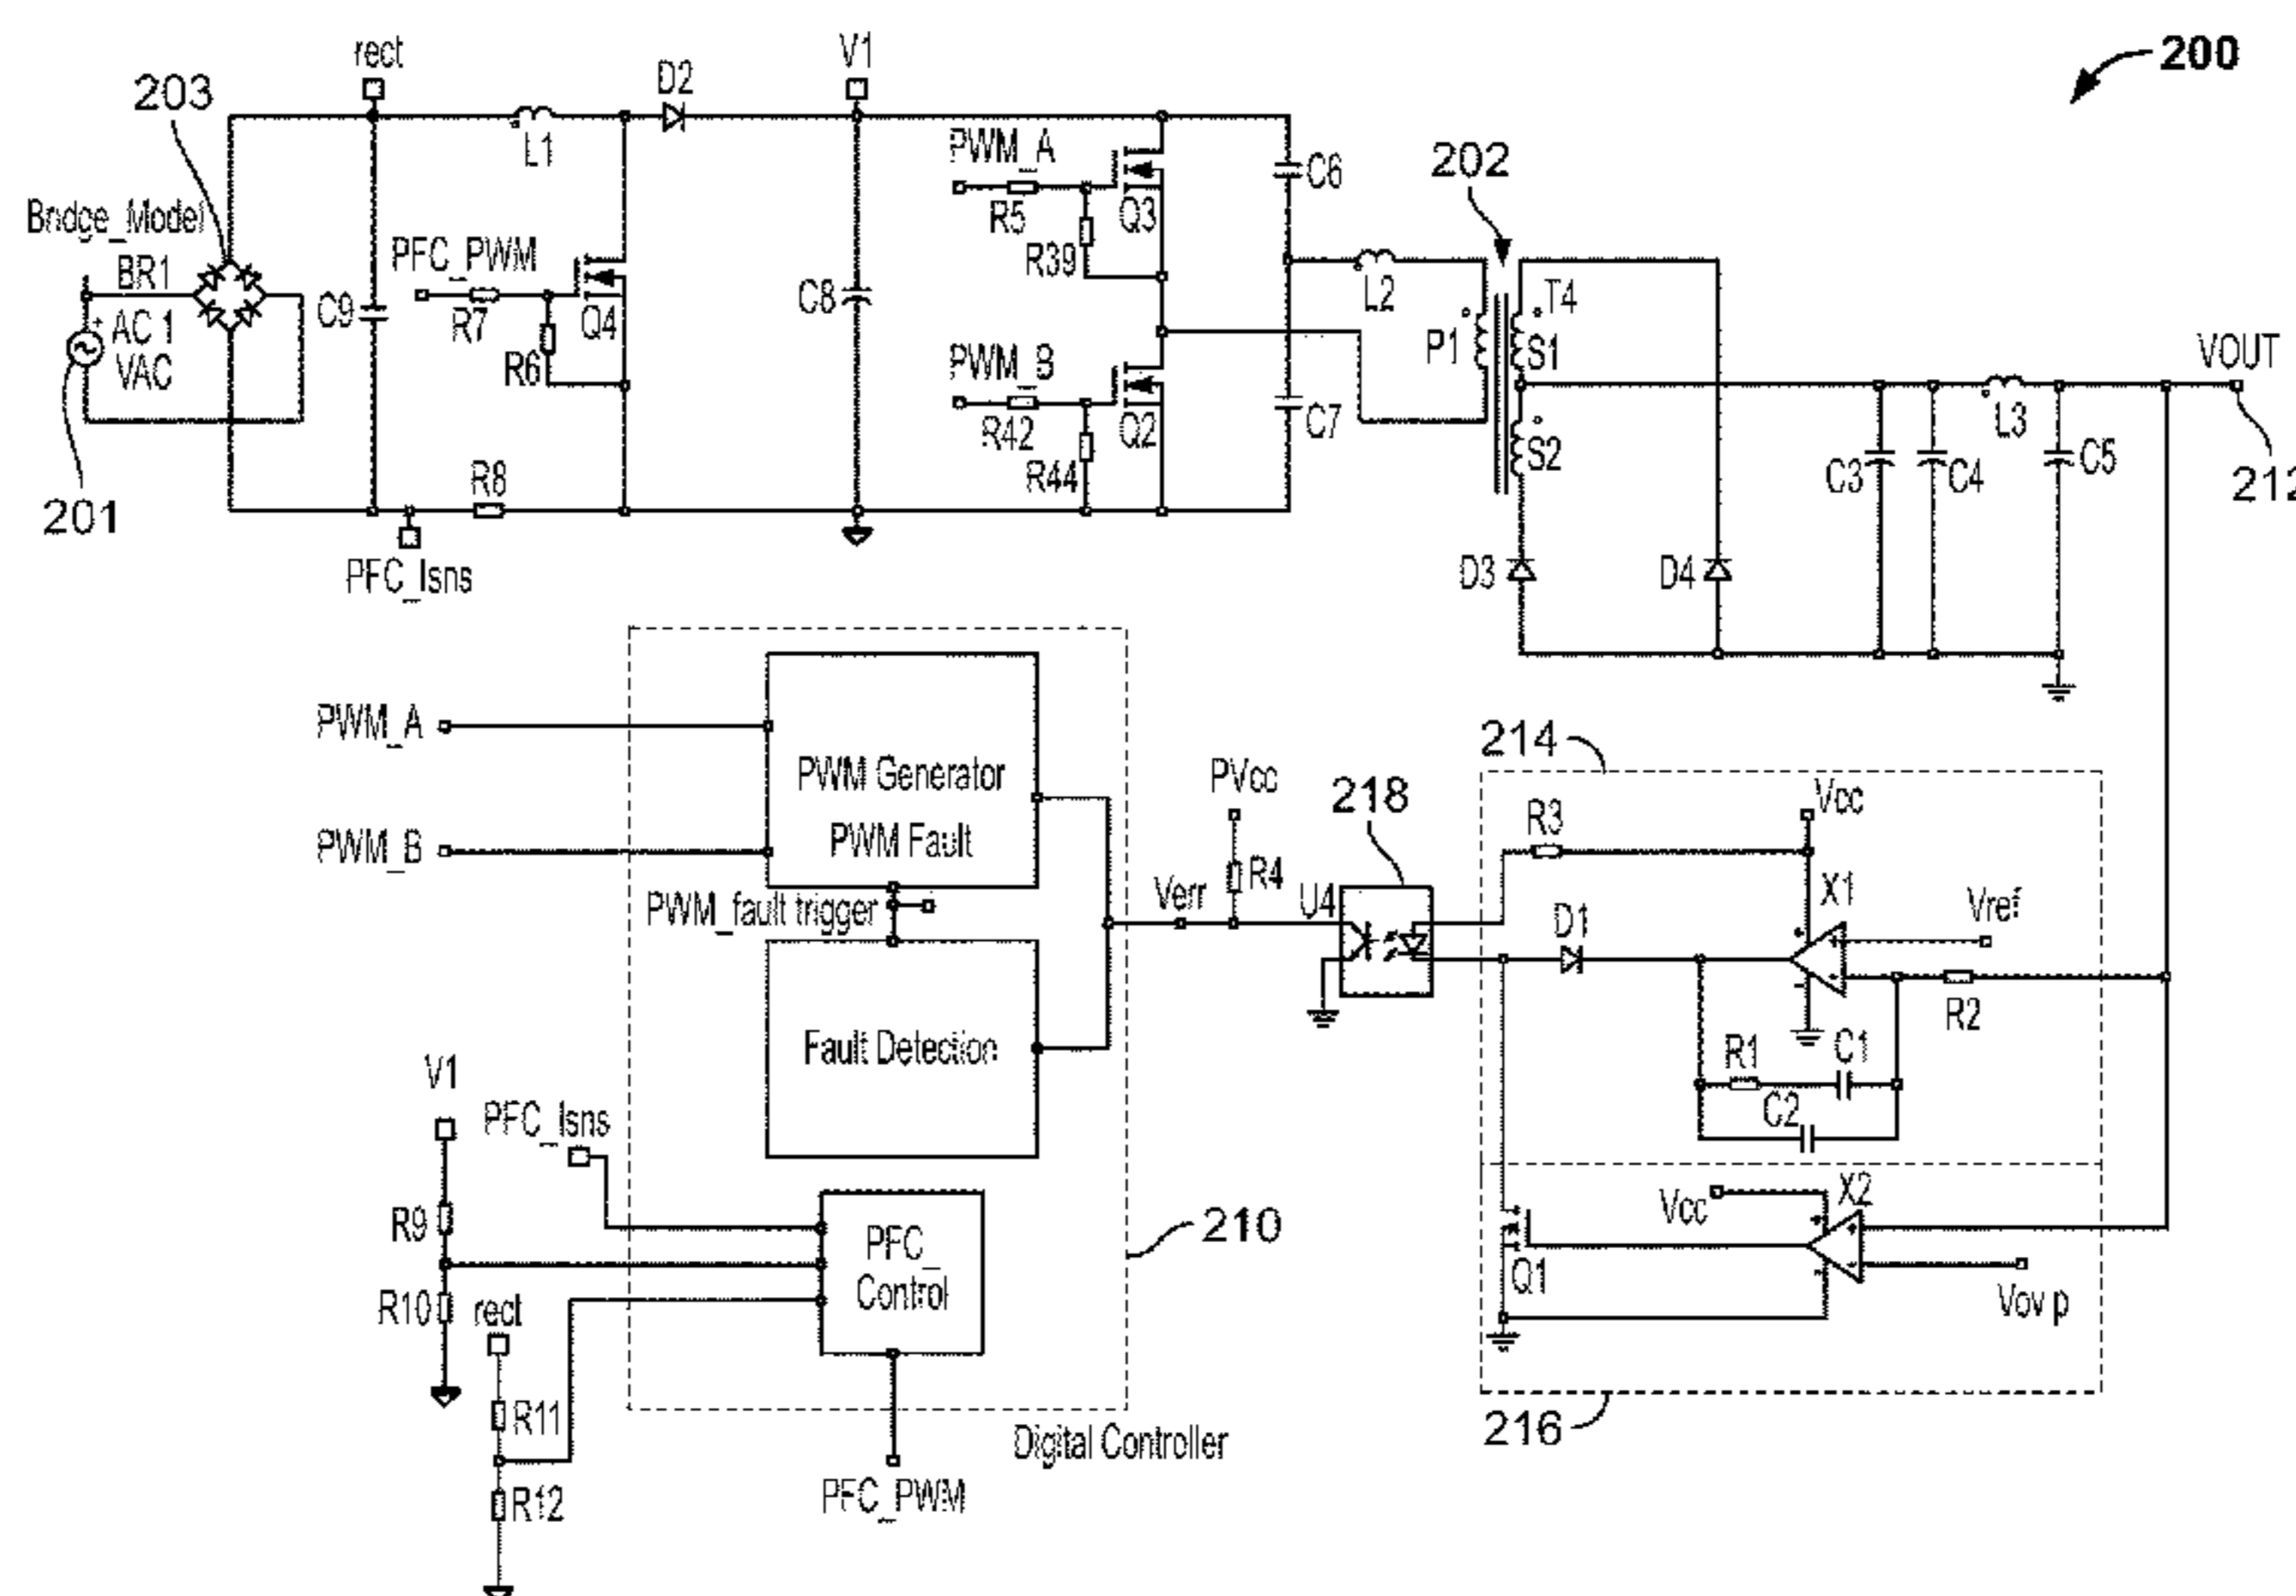 200
rect
V1
203
D2
L1
PWM_A
R5
Q3
R39
C6
202
Bridge_Model
BR1
AC 1
VAC
201
C9
PFC_PWM
R7
Q4
R6
C8
PWM_B
R42
Q2
R44
C7
L2
P1
T4
S1
S2
VOUT
212
L3
C3
C4
C5
R8
PFC_Isns
D3
D4
PWM_A
PWM_B
PWM Generator
PWM Fault
PWM_fault trigger
Fault Detection
PVcc
R4
Verr
U4
218
214
R3
Vcc
X1
Vref
D1
R2
R1
C1
C2
V1
PFC_Isns
R9
R10
rect
R11
R12
PFC_
Control
210
Digital Controller
PFC_PWM
Vcc
X2
Q1
Vov p
216